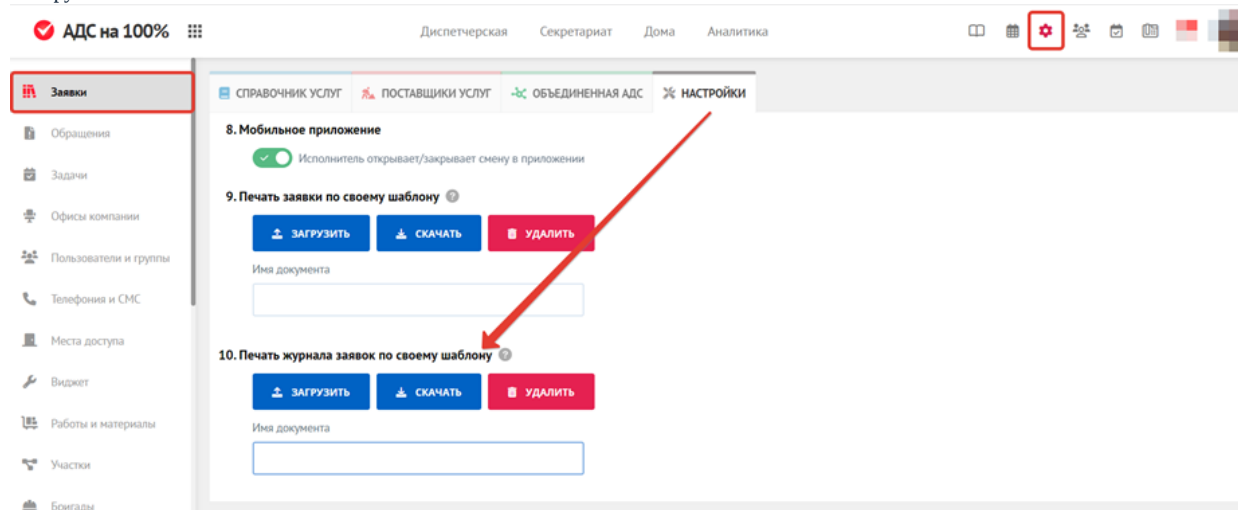 АДС на 100%
Диспетчерская Секретариат Дома Аналитика
Заявки
Обращения
Задачи
Офисы компании
Пользователи и группы
Телефония и СМС
Места доступа
Виджет
Работы и материалы
Участки
Бригады
СПРАВОЧНИК УСЛУГ ПОСТАВЩИКИ УСЛУГ ОБЪЕДИНЕННАЯ АДС НАСТРОЙКИ
8. Мобильное приложение
Исполнитель открывает/закрывает смену в приложении
9. Печать заявки по своему шаблону ?
ЗАГРУЗИТЬ СКАЧАТЬ УДАЛИТЬ
Имя документа
10. Печать журнала заявок по своему шаблону ?
ЗАГРУЗИТЬ СКАЧАТЬ УДАЛИТЬ
Имя документа